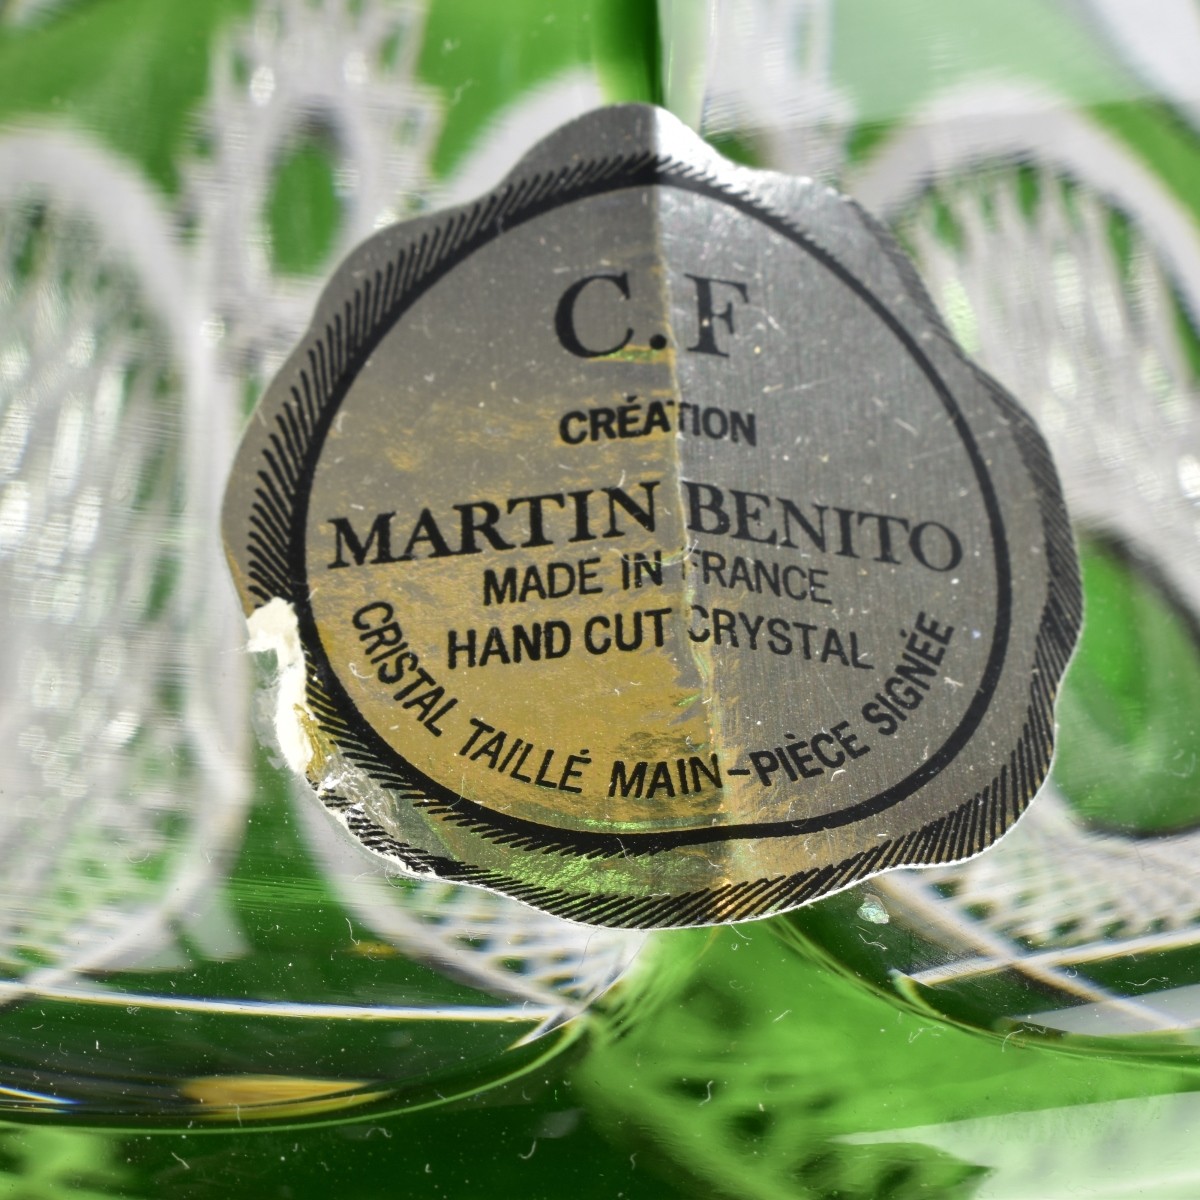 C.F
CRÉATION
MARTIN BENITO
MADE IN FRANCE
HAND CUT CRYSTAL
CRISTAL TAILLÉ MAIN-PIÈCE SIGNÉE